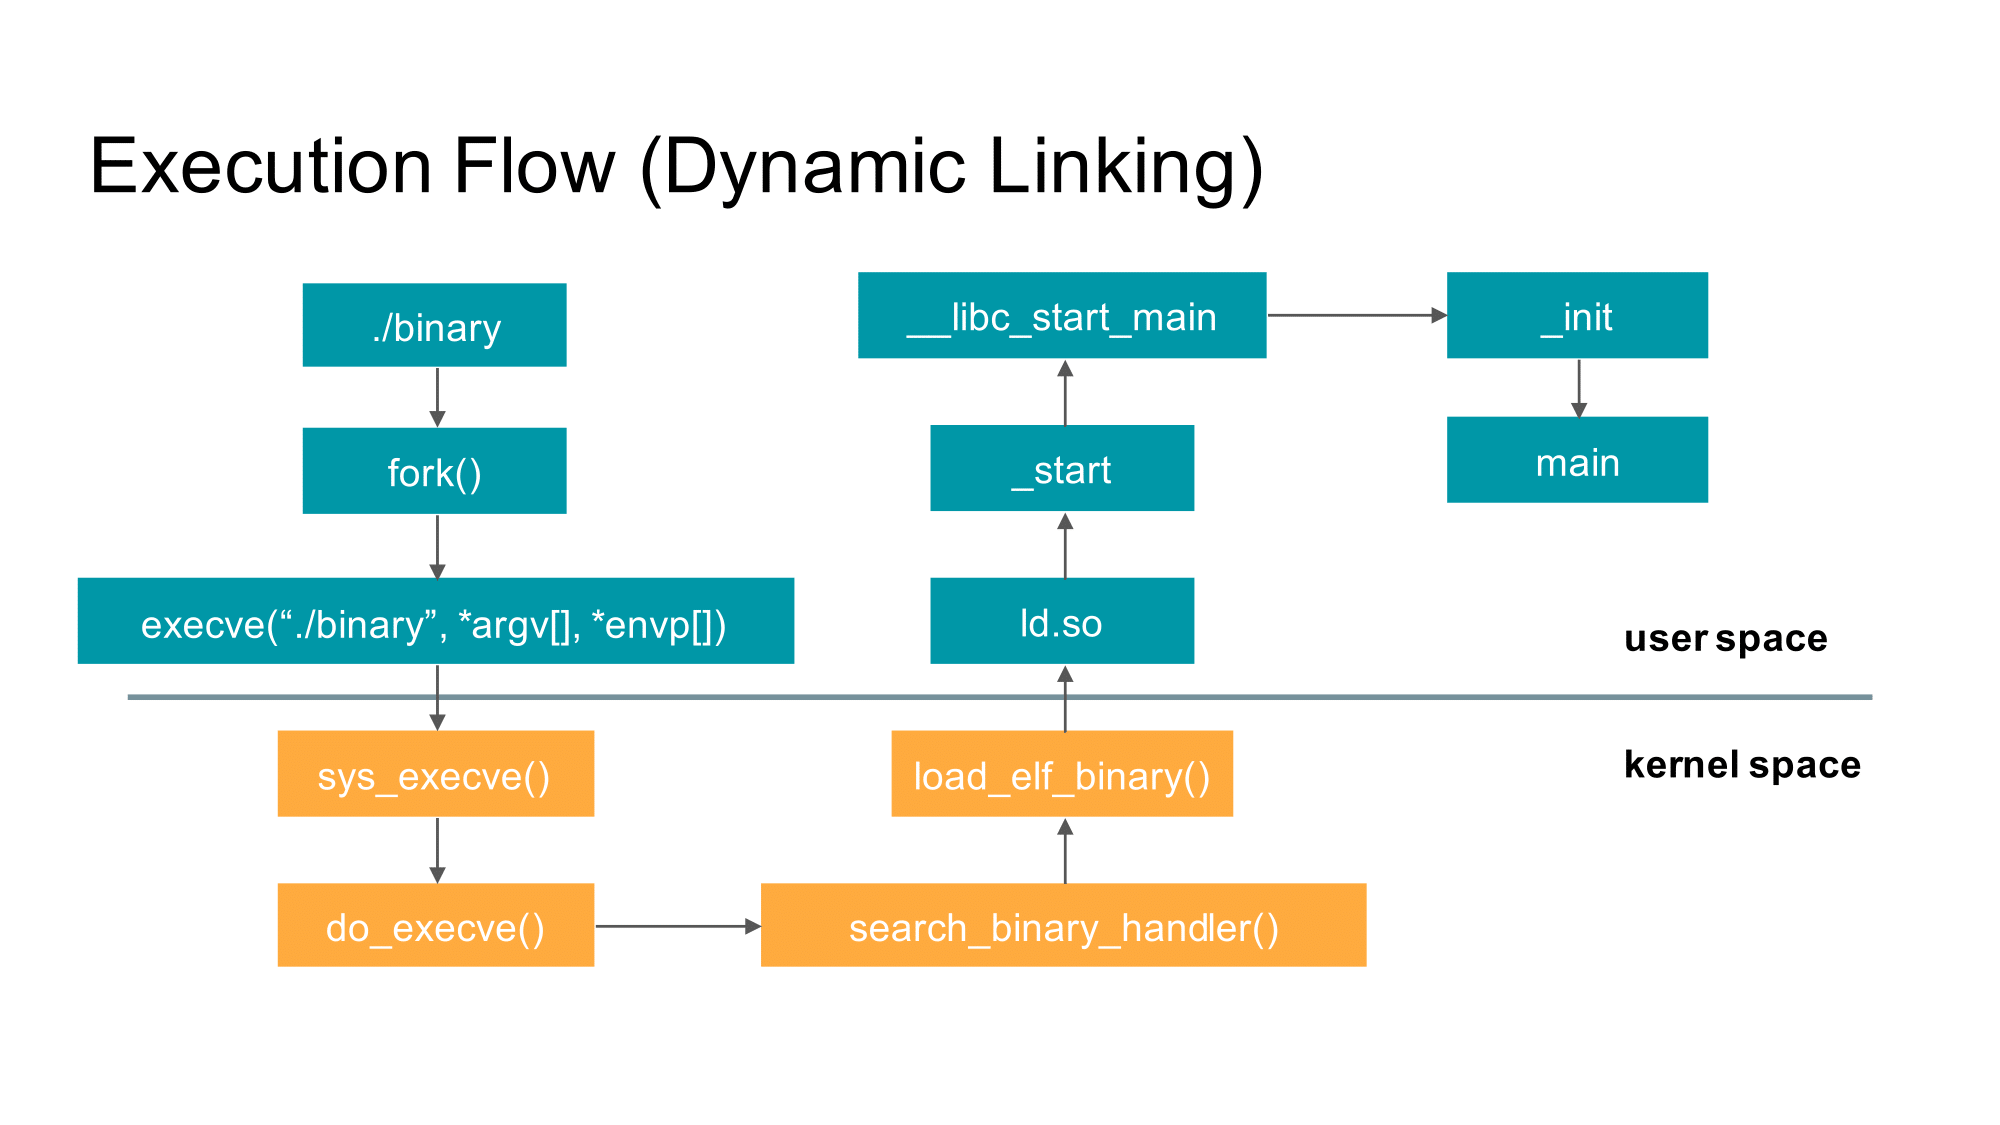 Execution Flow (Dynamic Linking)
./binary
fork()
execve(“./binary”, *argv[], *envp[])
sys_execve()
do_execve()
search_binary_handler()
load_elf_binary()
ld.so
_start
__libc_start_main
_init
main
user space
kernel space